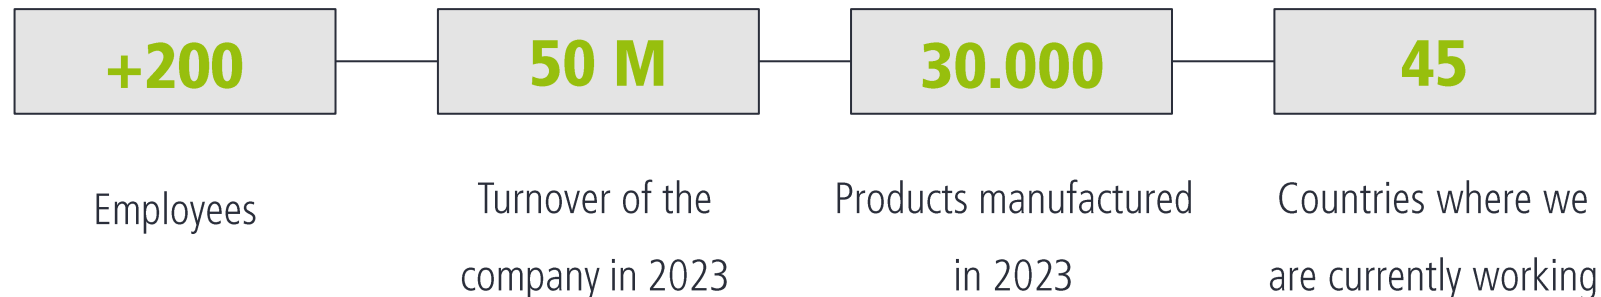 +200
Employees
50 M
Turnover of the
company in 2023
30.000
Products manufactured
in 2023
45
Countries where we
are currently working